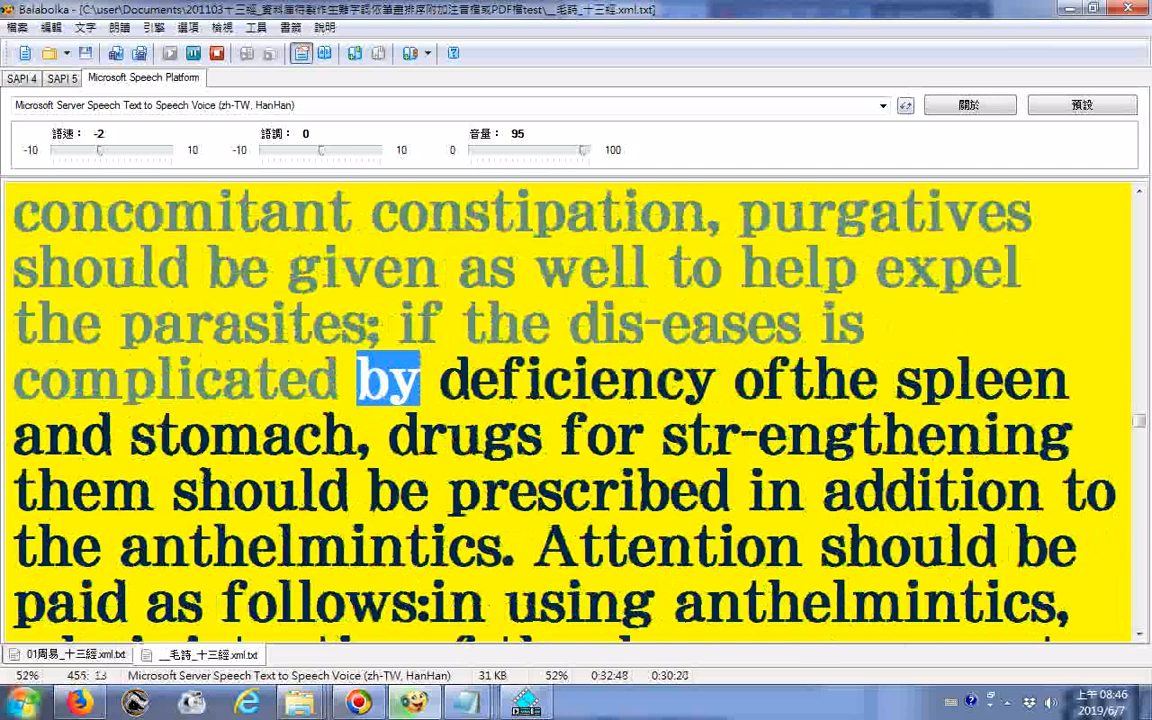 Balabolka - [C:\user\Documents\201103十三經_資料庫待製作生難字詞依筆畫排序附加注音檔或PDF檔test\__毛詩_十三經.xml.txt]
檔案 編輯 文字 朗讀 引擎 選項 檢視 工具 書籤 說明
SAPI 4 SAPI 5 Microsoft Speech Platform
Microsoft Server Speech Text to Speech Voice (zh-TW, HanHan) 關於 預設
語速： -2 語調： 0 音量： 95
-10 10 -10 10 0 100
concomitant constipation, purgatives
should be given as well to help expel
the parasites; if the dis-eases is
complicated by deficiency ofthe spleen
and stomach, drugs for str-engthening
them should be prescribed in addition to
the anthelmintics. Attention should be
paid as follows:in using anthelmintics,
01周易_十三經.xml.txt __毛詩_十三經.xml.txt
52% 455: 13 Microsoft Server Speech Text to Speech Voice (zh-TW, HanHan) 31 KB 52% 0:32:48 0:30:28
上午 08:46
2019/6/7